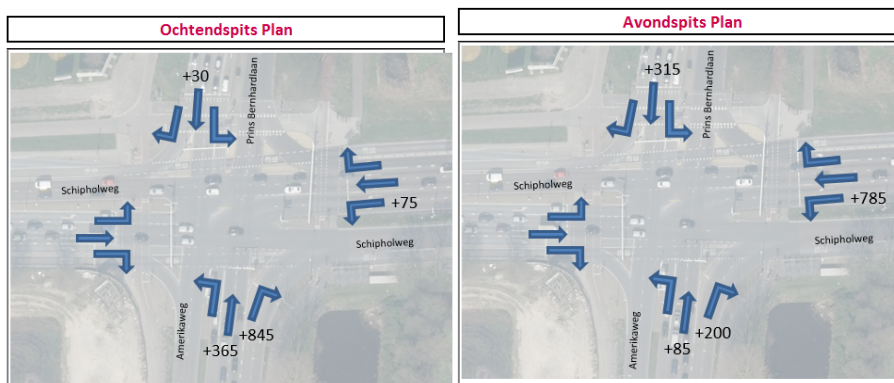 Ochtendspits Plan
+30
Prins Bernhardlaan
Schipholweg
+75
Schipholweg
Amerikaweg
+845
+365
Avondspits Plan
+315
Prins Bernhardlaan
Schipholweg
+785
Schipholweg
Amerikaweg
+200
+85